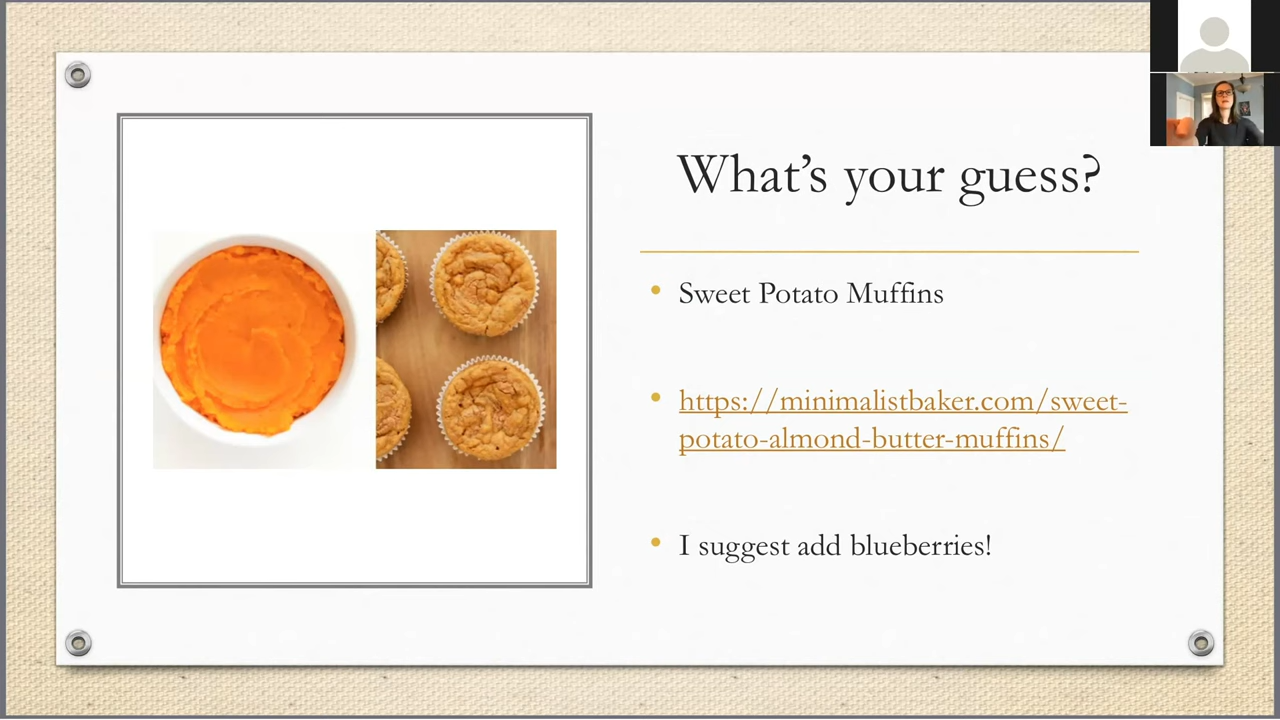 What's your guess?
Sweet Potato Muffins
https://minimalistbaker.com/sweet-
potato-almond-butter-muffins/
I suggest add blueberries!